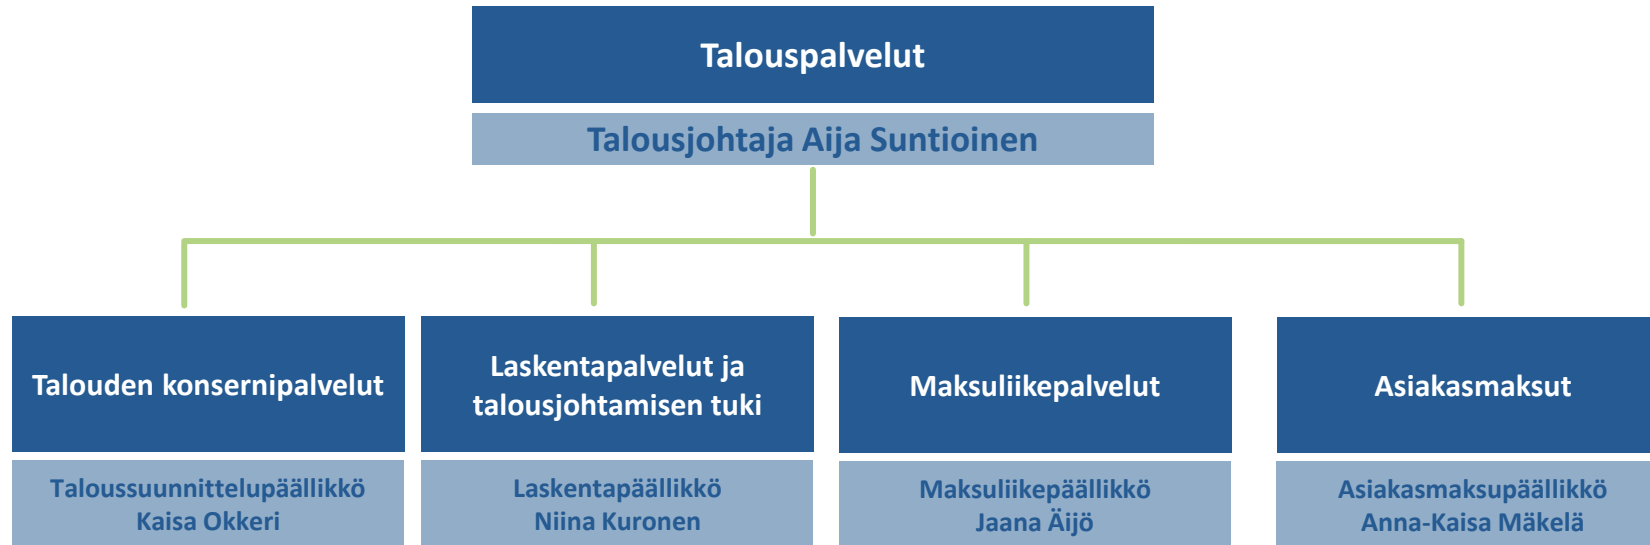 Talouspalvelut
Talousjohtaja Aija Suntioinen
Talouden konsernipalvelut
Taloussuunnittelupäällikkö
Kaisa Okkeri
Laskentapalvelut ja
talousjohtamisen tuki
Laskentapäällikkö
Niina Kuronen
Maksuliikepalvelut
Maksuliikepäällikkö
Jaana Äijö
Asiakasmaksut
Asiakasmaksupäällikkö
Anna-Kaisa Mäkelä